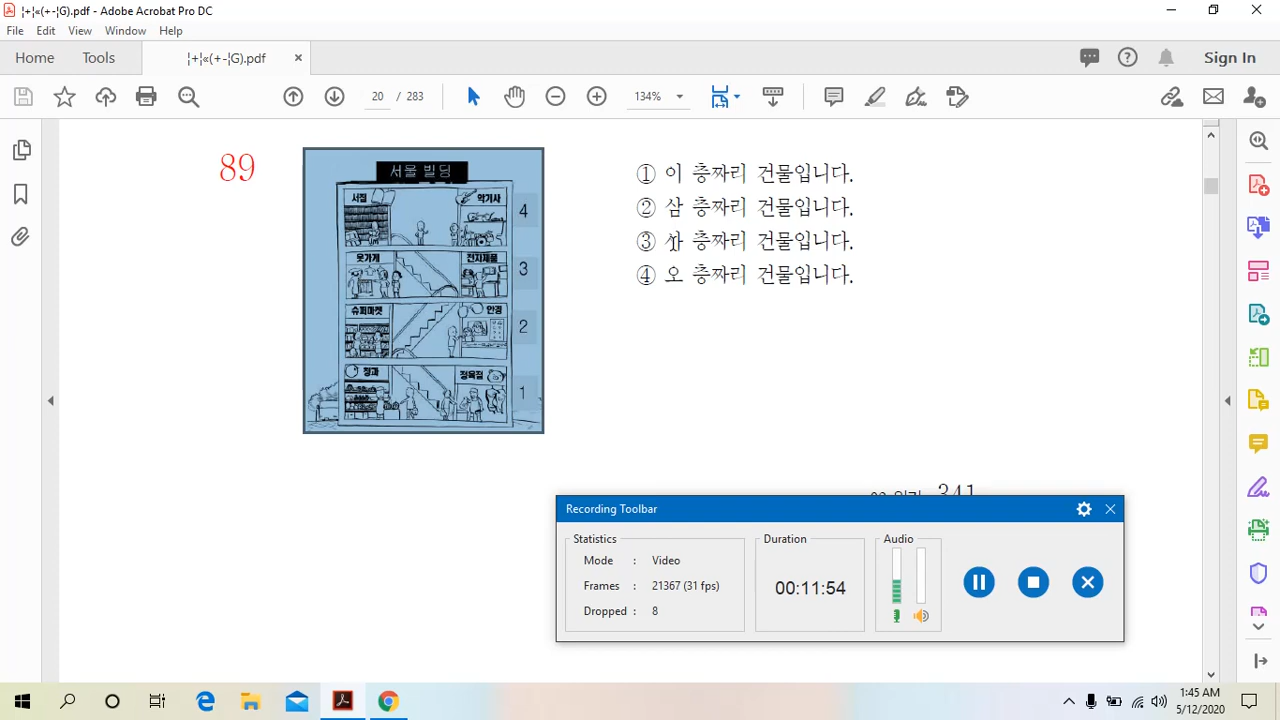 ¦+¦«(+-¦G).pdf - Adobe Acrobat Pro DC
File Edit View Window Help
Home Tools ¦+¦«(+-¦G).pdf × Sign In
20 / 283 134%
89
서울 빌딩
서점 악기사 4
옷가게 전자제품 3
슈퍼마켓 안경 2
청과 정육점 1
① 이 층짜리 건물입니다.
② 삼 층짜리 건물입니다.
③ 사 층짜리 건물입니다.
④ 오 층짜리 건물입니다.
341
Recording Toolbar
Statistics Duration Audio
Mode : Video
Frames : 21367 (31 fps)
Dropped : 8
00:11:54
1:45 AM
5/12/2020